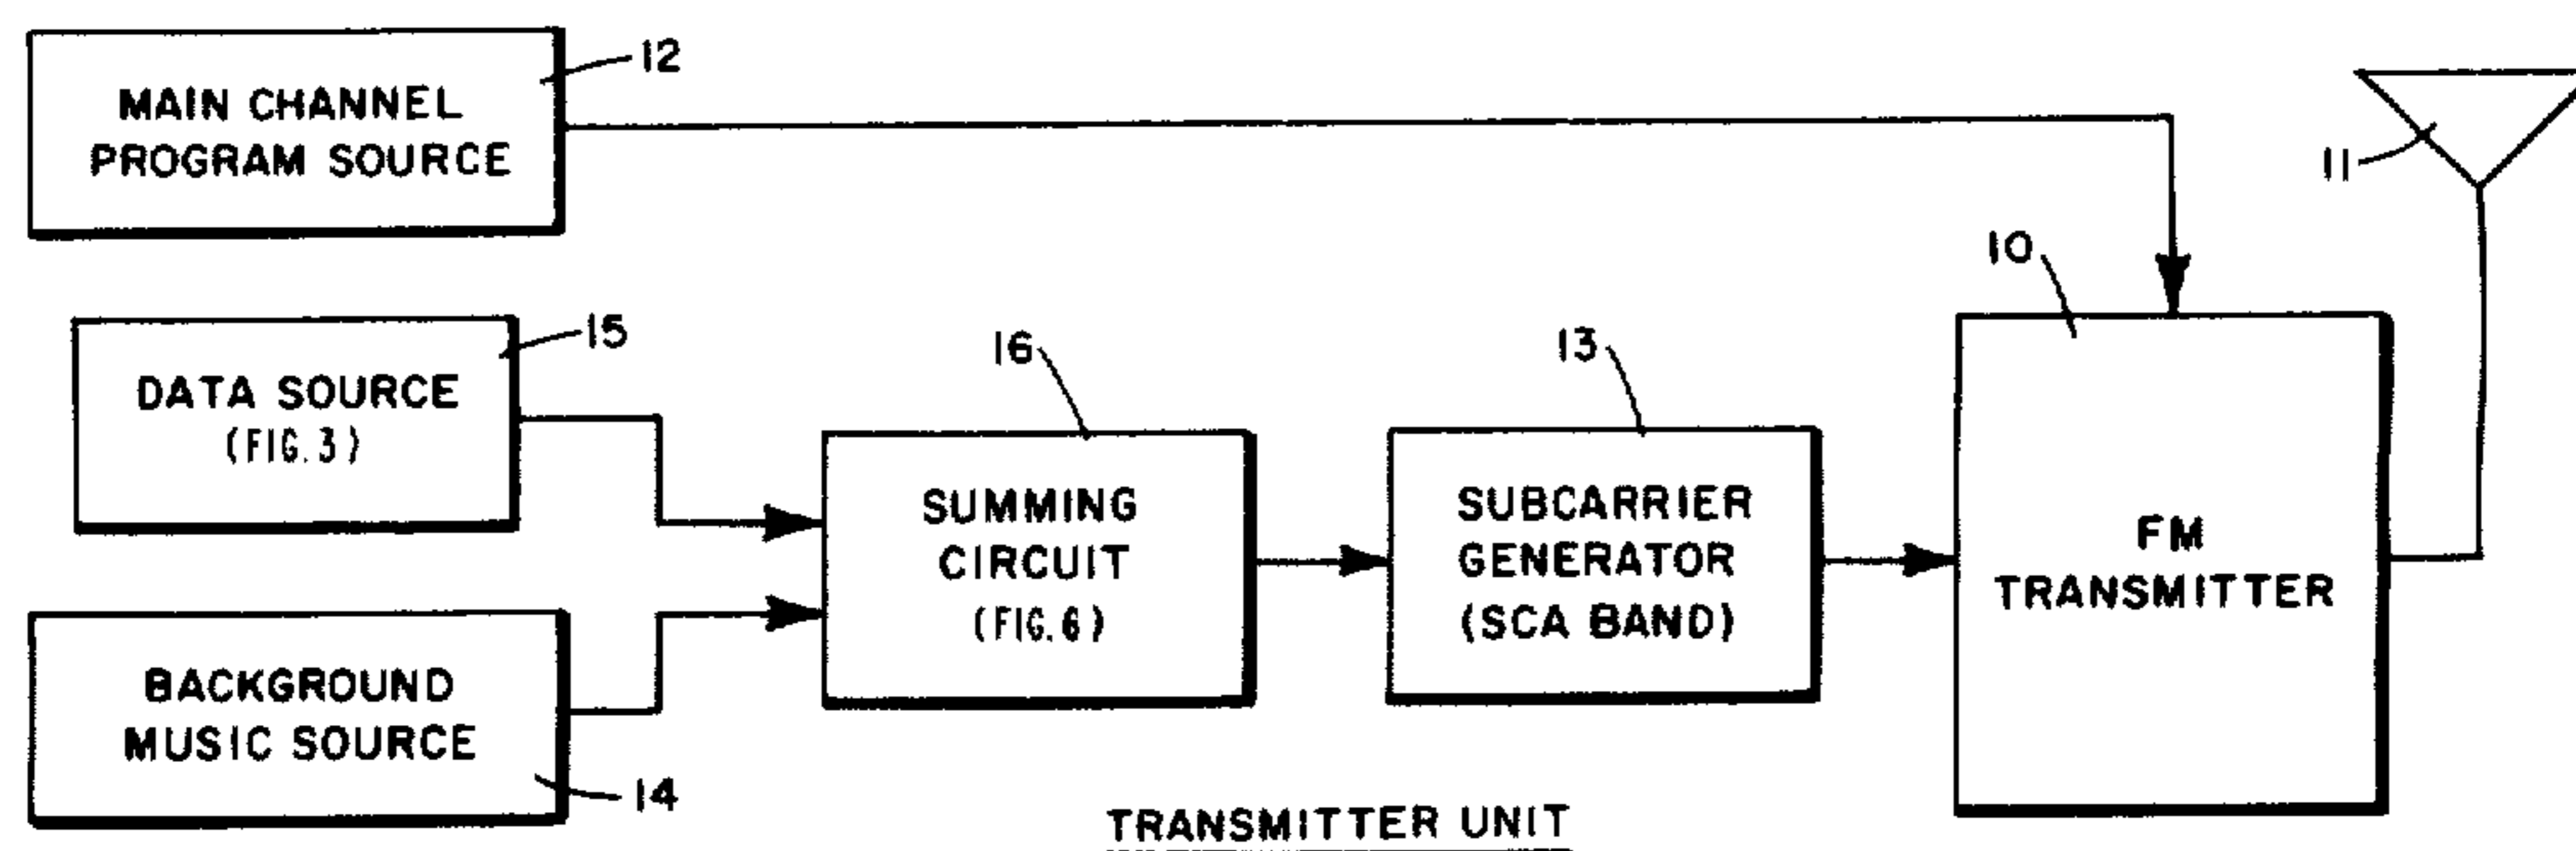 12
MAIN CHANNEL
PROGRAM SOURCE
11
10
15
DATA SOURCE
(FIG. 3)
16
SUMMING
CIRCUIT
(FIG. 6)
13
SUBCARRIER
GENERATOR
(SCA BAND)
FM
TRANSMITTER
BACKGROUND
MUSIC SOURCE
14
TRANSMITTER UNIT